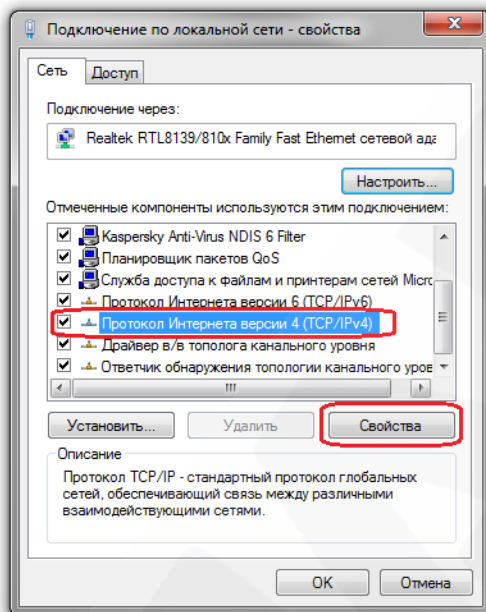 Подключение по локальной сети - свойства
Сеть
Доступ
Подключение через:
Realtek RTL8139/810x Family Fast Ethernet сетевой ада
Настроить...
Отмеченные компоненты используются этим подключением:
Kaspersky Anti-Virus NDIS 6 Filter
Планировщик пакетов QoS
Служба доступа к файлам и принтерам сетей Micro
Протокол Интернета версии 6 (TCP/IPv6)
Протокол Интернета версии 4 (TCP/IPv4)
Драйвер в/в тополога канального уровня
Ответчик обнаружения топологии канального уров
Установить...
Удалить
Свойства
Описание
Протокол TCP/IP - стандартный протокол глобальных
сетей, обеспечивающий связь между различными
взаимодействующими сетями.
OK
Отмена